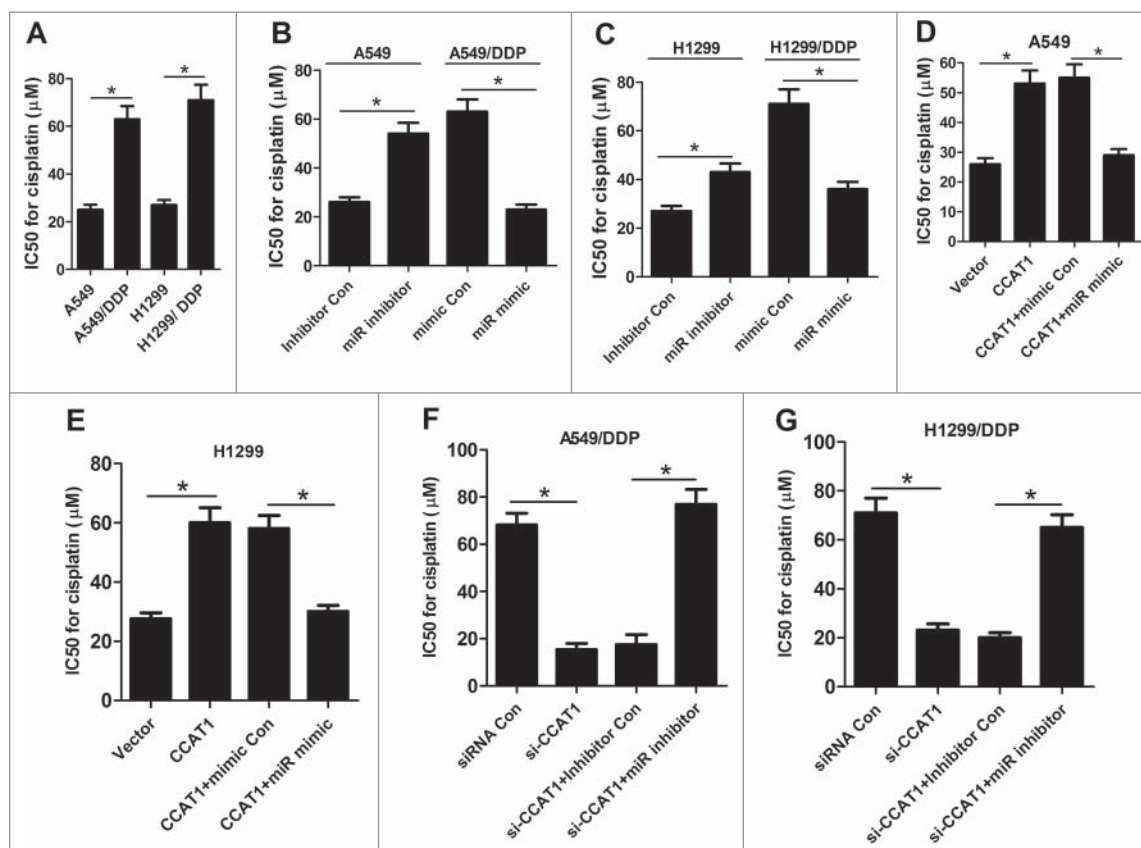 A
IC50 for cisplatin (μM)
80
60
40
20
0
*
*
A549
A549/DDP
H1299
H1299/ DDP
B
A549
A549/DDP
IC50 for cisplatin (μM)
80
60
40
20
0
*
*
Inhibitor Con
miR inhibitor
mimic Con
miR mimic
C
H1299
H1299/DDP
IC50 for cisplatin (μM)
80
60
40
20
0
*
*
Inhibitor Con
miR inhibitor
mimic Con
miR mimic
D
A549
IC50 for cisplatin (μM)
60
50
40
30
20
10
0
*
*
Vector
CCAT1
CCAT1+mimic Con
CCAT1+miR mimic
E
H1299
IC50 for cisplatin (μM)
80
60
40
20
0
*
*
Vector
CCAT1
CCAT1+mimic Con
CCAT1+miR mimic
F
A549/DDP
IC50 for cisplatin (μM)
100
80
60
40
20
0
*
*
siRNA Con
si-CCAT1
si-CCAT1+Inhibitor Con
si-CCAT1+miR inhibitor
G
H1299/DDP
IC50 for cisplatin (μM)
100
80
60
40
20
0
*
*
siRNA Con
si-CCAT1
si-CCAT1+Inhibitor Con
si-CCAT1+miR inhibitor